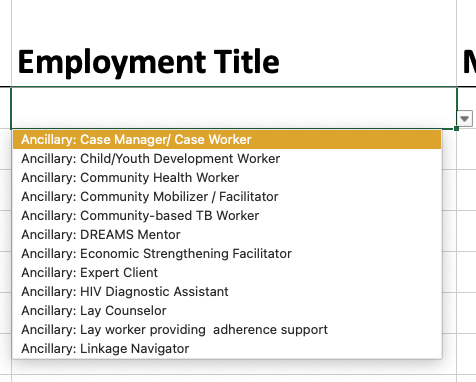 Employment Title
Ancillary: Case Manager/ Case Worker
Ancillary: Child/Youth Development Worker
Ancillary: Community Health Worker
Ancillary: Community Mobilizer / Facilitator
Ancillary: Community-based TB Worker
Ancillary: DREAMS Mentor
Ancillary: Economic Strengthening Facilitator
Ancillary: Expert Client
Ancillary: HIV Diagnostic Assistant
Ancillary: Lay Counselor
Ancillary: Lay worker providing  adherence support
Ancillary: Linkage Navigator